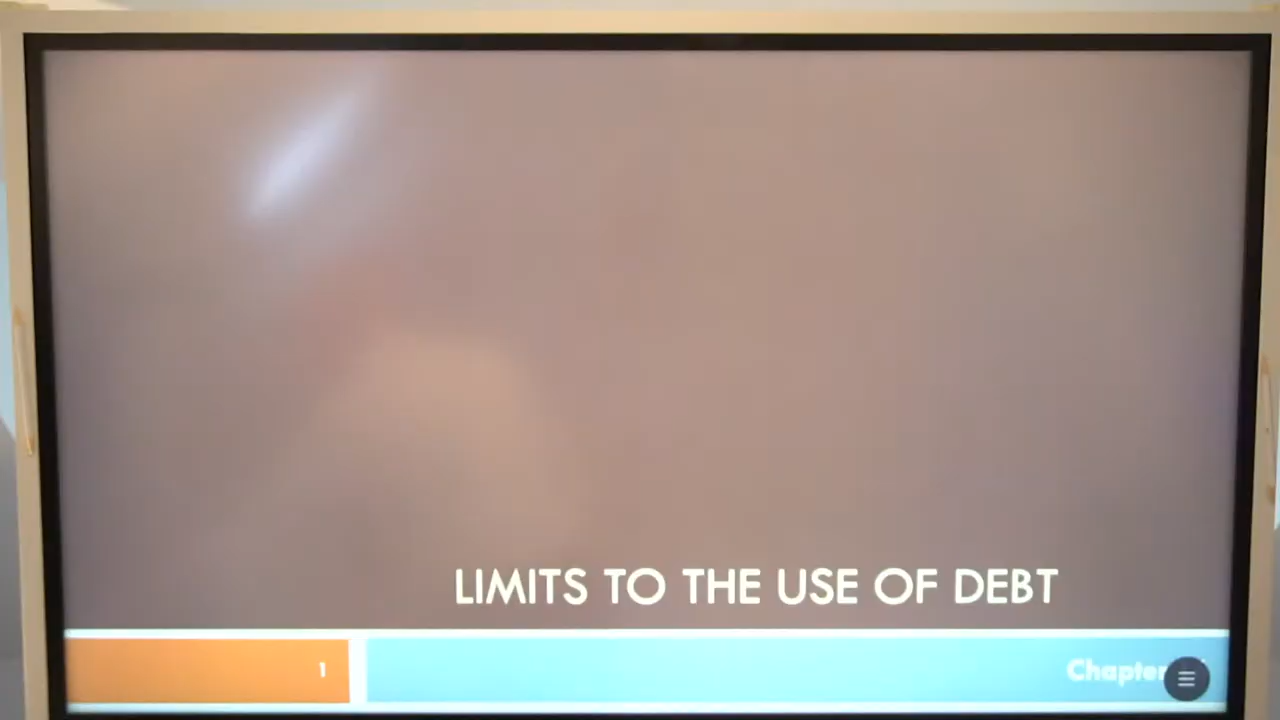 LIMITS TO THE USE OF DEBT
1
Chapter